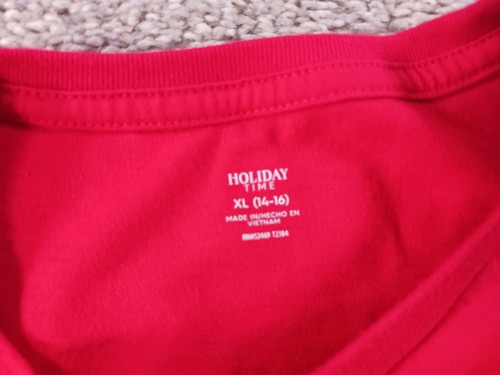 HOLIDAY
TIME
XL (14-16)
MADE IN/HECHO EN
VIETNAM